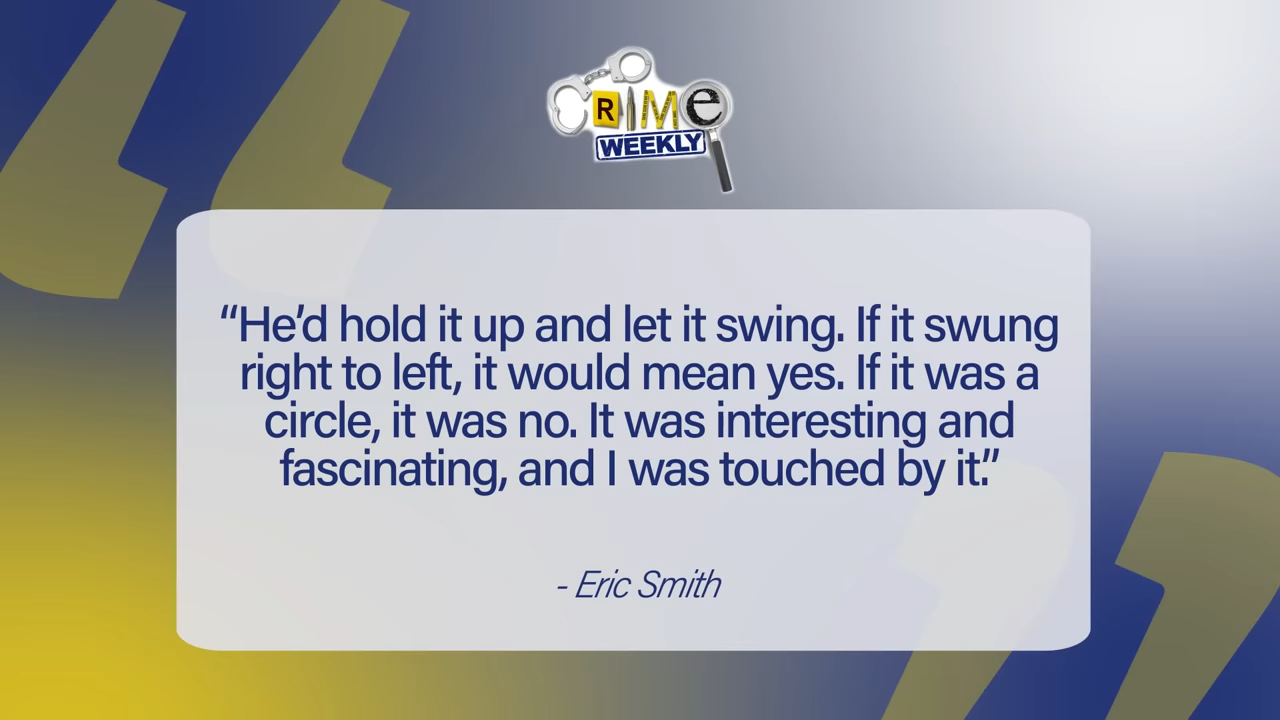 CRIMe
WEEKLY
“He’d hold it up and let it swing. If it swung
right to left, it would mean yes. If it was a
circle, it was no. It was interesting and
fascinating, and I was touched by it.”
- Eric Smith